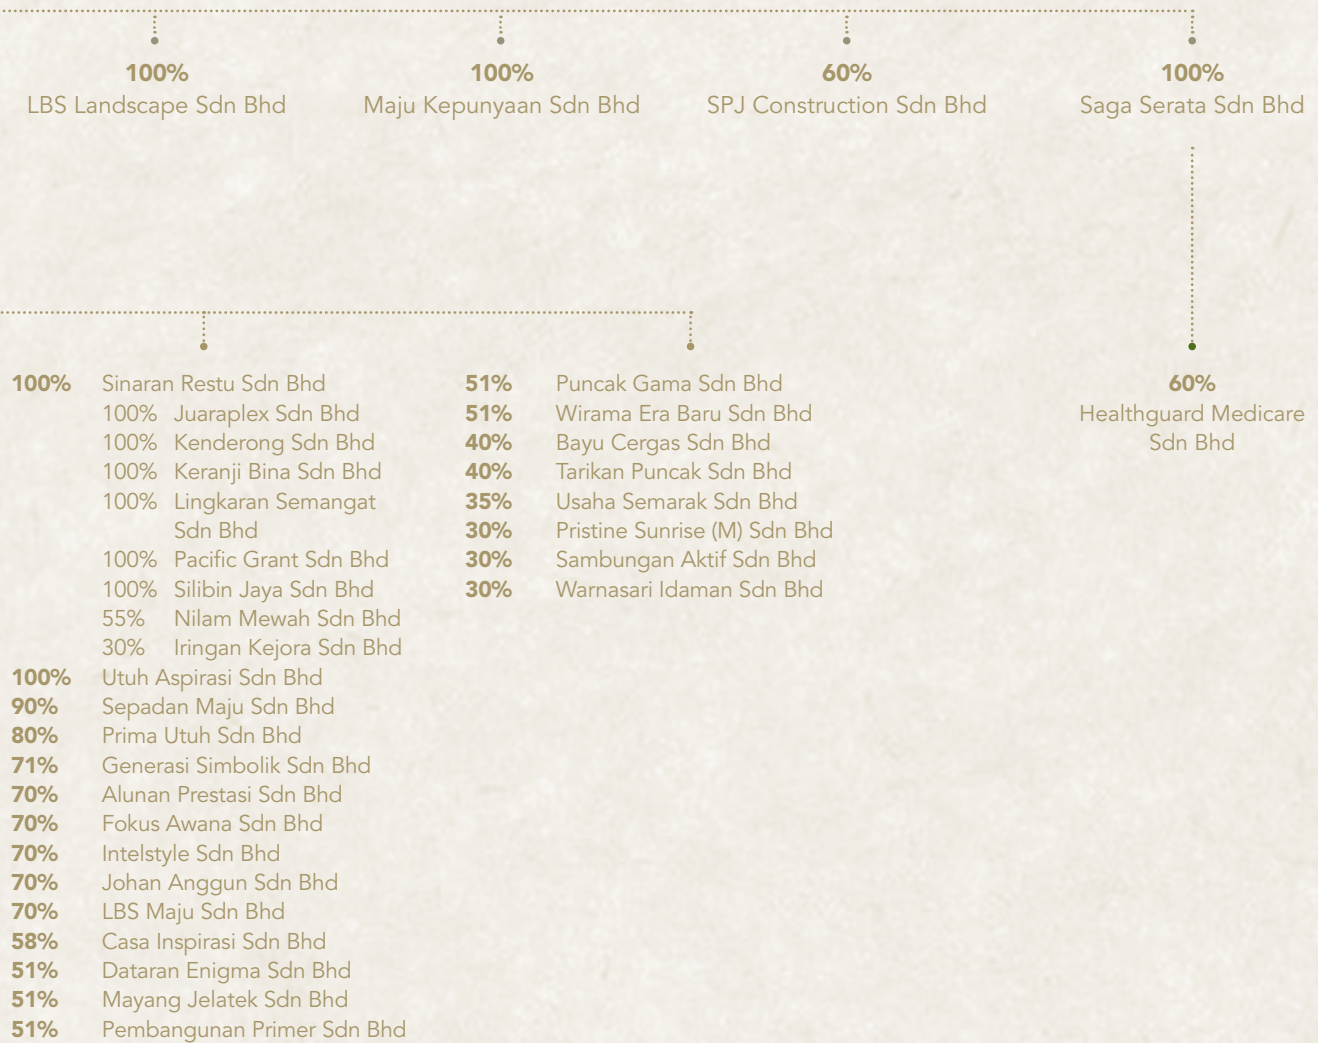 100%
LBS Landscape Sdn Bhd
100%
Maju Kepunyaan Sdn Bhd
60%
SPJ Construction Sdn Bhd
100%
Saga Serata Sdn Bhd
100% Sinaran Restu Sdn Bhd
100% Juaraplex Sdn Bhd
100% Kenderong Sdn Bhd
100% Keranji Bina Sdn Bhd
100% Lingkaran Semangat
Sdn Bhd
100% Pacific Grant Sdn Bhd
100% Silibin Jaya Sdn Bhd
55% Nilam Mewah Sdn Bhd
30% Iringan Kejora Sdn Bhd
100% Utuh Aspirasi Sdn Bhd
90% Sepadan Maju Sdn Bhd
80% Prima Utuh Sdn Bhd
71% Generasi Simbolik Sdn Bhd
70% Alunan Prestasi Sdn Bhd
70% Fokus Awana Sdn Bhd
70% Intelstyle Sdn Bhd
70% Johan Anggun Sdn Bhd
70% LBS Maju Sdn Bhd
58% Casa Inspirasi Sdn Bhd
51% Dataran Enigma Sdn Bhd
51% Mayang Jelatek Sdn Bhd
51% Pembangunan Primer Sdn Bhd
51% Puncak Gama Sdn Bhd
51% Wirama Era Baru Sdn Bhd
40% Bayu Cergas Sdn Bhd
40% Tarikan Puncak Sdn Bhd
35% Usaha Semarak Sdn Bhd
30% Pristine Sunrise (M) Sdn Bhd
30% Sambungan Aktif Sdn Bhd
30% Warnasari Idaman Sdn Bhd
60%
Healthguard Medicare
Sdn Bhd